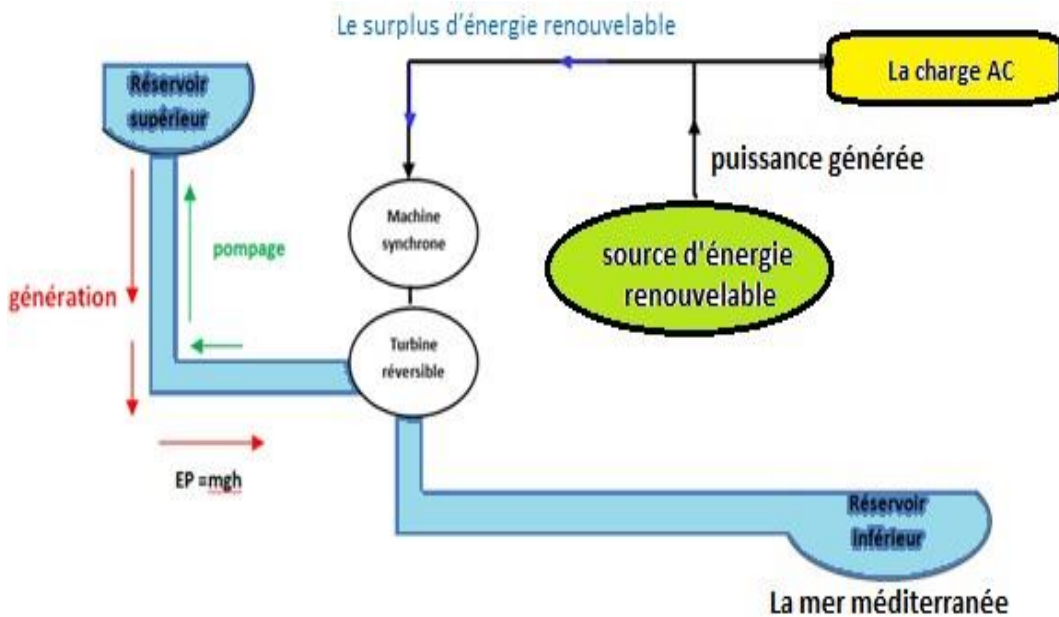 Le surplus d'énergie renouvelable
Réservoir
supérieur
La charge AC
puissance générée
Machine
synchrone
pompage
source d'énergie
renouvelable
génération
Turbine
réversible
EP =mgh
Réservoir
inférieur
La mer méditerranée